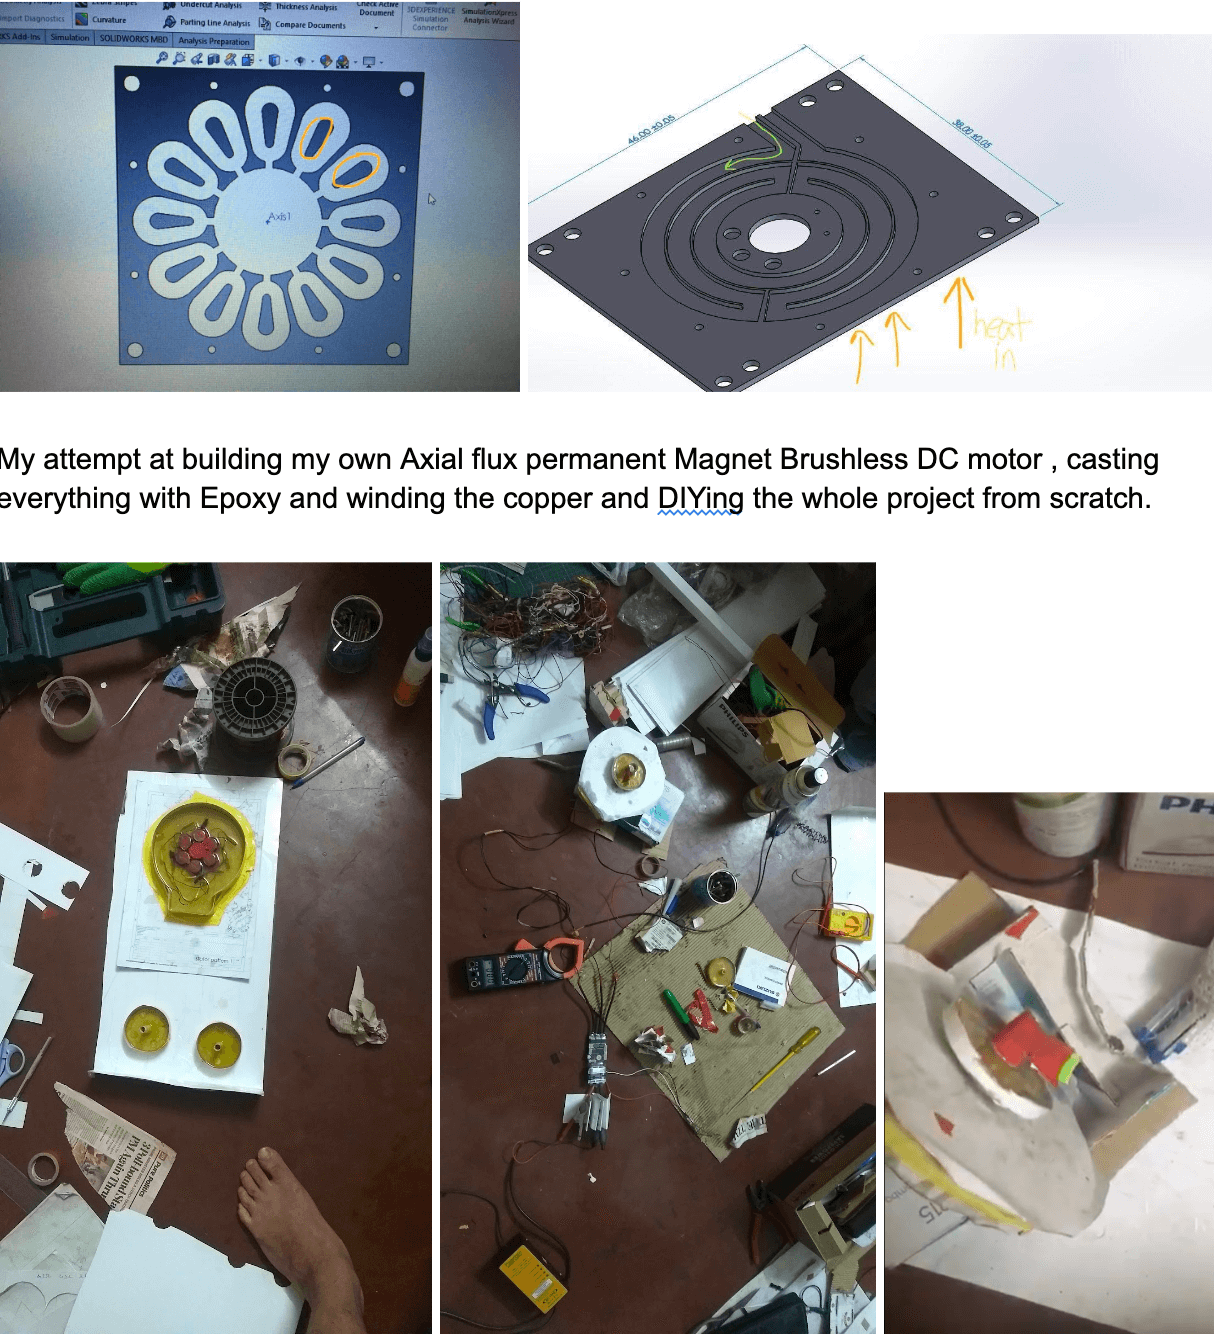 Undercut Analysis
Thickness Analysis
Check Active
Document
3DEXPERIENCE
Simulation
Connector
SimulationXpress
Analysis Wizard
Import Diagnostics
Curvature
Parting Line Analysis
Compare Documents
KS Add-Ins
Simulation
SOLIDWORKS MBD
Analysis Preparation
Axis1
46.00 ±0.05
38.00 ±0.05
heat
in
My attempt at building my own Axial flux permanent Magnet Brushless DC motor , casting
everything with Epoxy and winding the copper and DIYing the whole project from scratch.
PHILIPS
PH
15